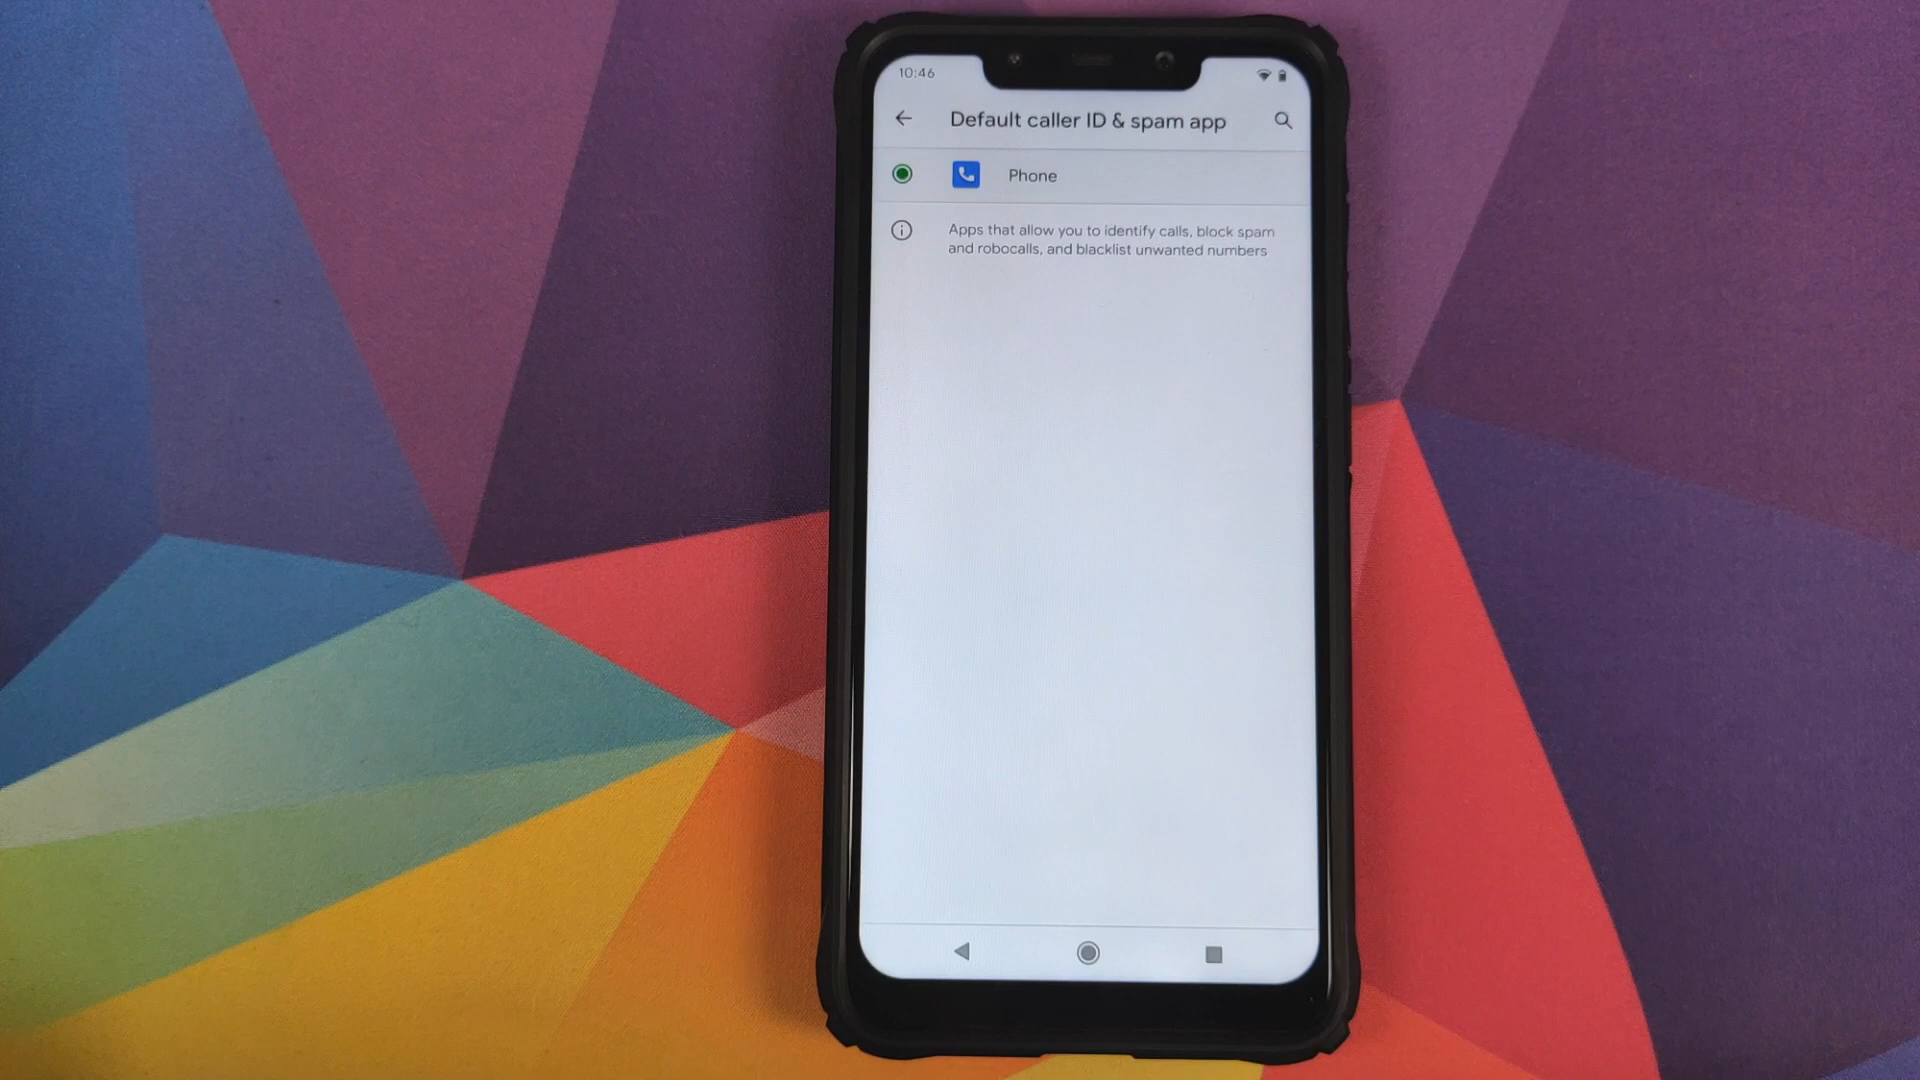 10:46
Default caller ID & spam app
Phone
Apps that allow you to identify calls, block spam
and robocalls, and blacklist unwanted numbers